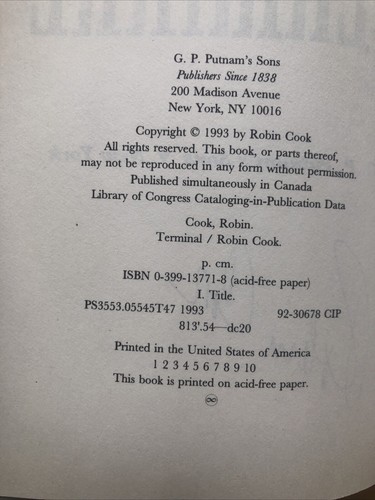 G. P. Putnam's Sons
Publishers Since 1838
200 Madison Avenue
New York, NY 10016
Copyright © 1993 by Robin Cook
All rights reserved. This book, or parts thereof,
may not be reproduced in any form without permission.
Published simultaneously in Canada
Library of Congress Cataloging-in-Publication Data
Cook, Robin.
Terminal / Robin Cook.
p. cm.
ISBN 0-399-13771-8 (acid-free paper)
I. Title.
PS3553.O5545T47 1993 92-30678 CIP
813'.54—dc20
Printed in the United States of America
1 2 3 4 5 6 7 8 9 10
This book is printed on acid-free paper.
∞